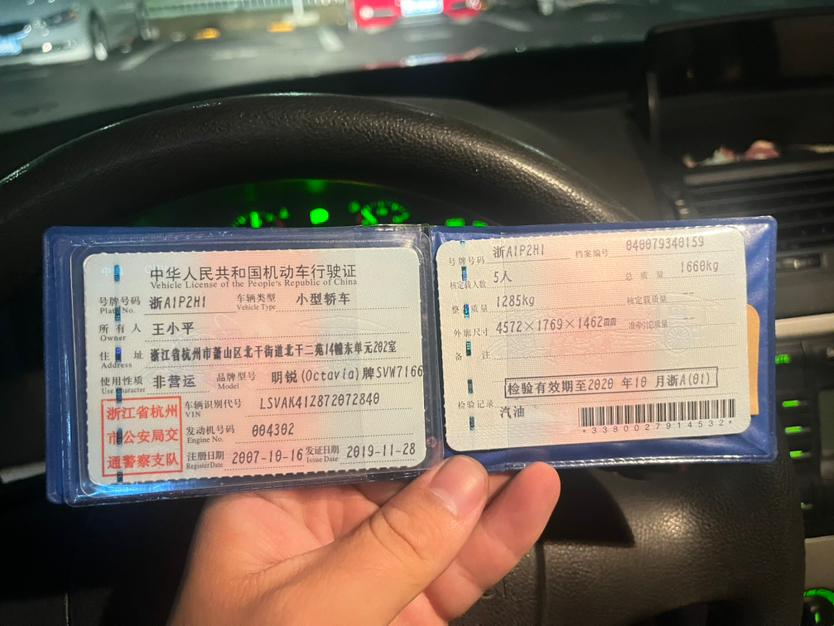 中华人民共和国机动车行驶证
Vehicle License of the People's Republic of China
号牌号码 浙A1P2H1 车辆类型 小型轿车
Plate No. Vehicle Type
所有人 王小平
Owner
住址 浙江省杭州市萧山区北干街道北干二苑14幢东单元202室
使用性质 非营运 品牌型号 明锐(Octavia)牌SVW7166
Use Character Model
浙江省杭州
市公安局交
通警察支队
车辆识别代号 LSVAK412872072840
VIN
发动机号码 004302
Engine No.
注册日期 2007-10-16 发证日期 2019-11-28
Register Date Issue Date
号牌号码 浙A1P2H1 档案编号 040079340159
核定载人数 5人 总质量 1660kg
整备质量 1285kg 核定载质量 --
外廓尺寸 4572×1769×1462mm 准牵引总质量 --
备注
检验有效期至2020 年10 月浙A(01)
检验记录
汽油
*3380027914532*